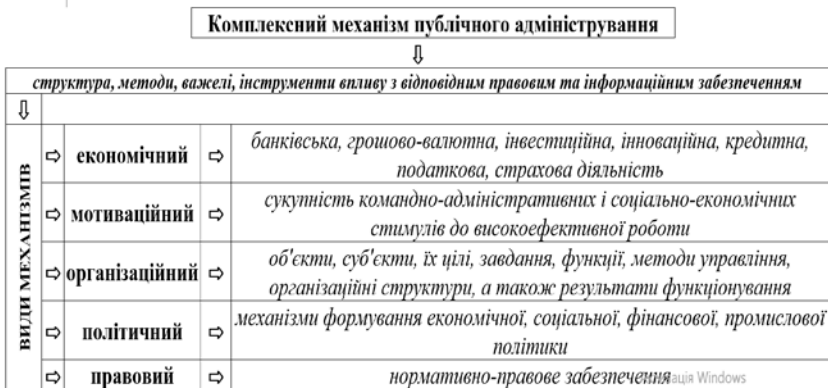 Комплексний механізм публічного адміністрування
структура, методи, важелі, інструменти впливу з відповідним правовим та інформаційним забезпеченням
ВИДИ МЕХАНІЗМІВ
економічний
банківська, грошово-валютна, інвестиційна, інноваційна, кредитна,
податкова, страхова діяльність
мотиваційний
сукупність командно-адміністративних і соціально-економічних
стимулів до високоефективної роботи
організаційний
об'єкти, суб'єкти, їх цілі, завдання, функції, методи управління,
організаційні структури, а також результати функціонування
політичний
механізми формування економічної, соціальної, фінансової, промислової
політики
правовий
нормативно-правове забезпечення
Windows